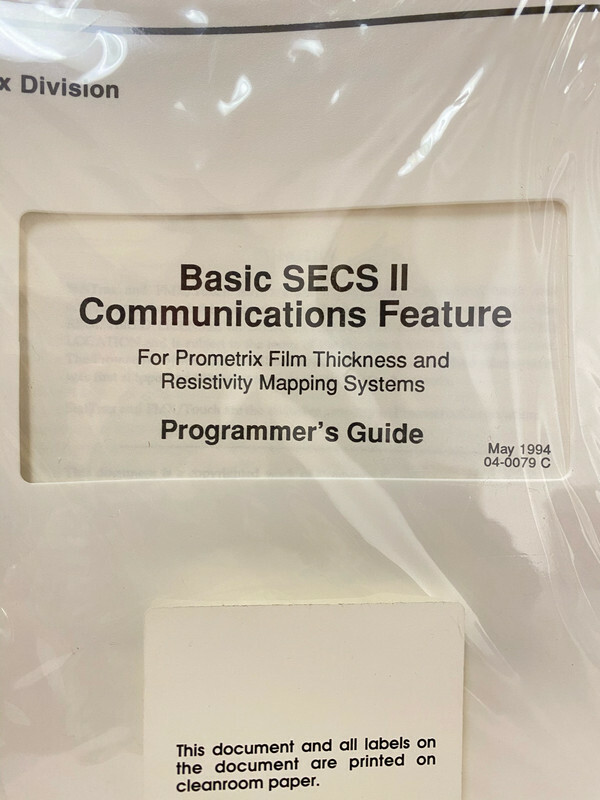 x Division
Basic SECS II
Communications Feature
For Prometrix Film Thickness and
Resistivity Mapping Systems
Programmer's Guide
May 1994
04-0079 C
This document and all labels on
the document are printed on
cleanroom paper.